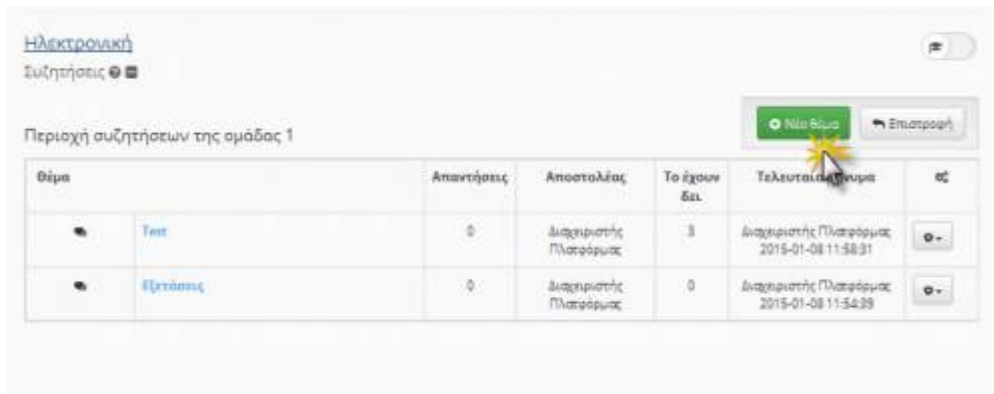 Ηλεκτρονική
Συζητήσεις
Περιοχή συζητήσεων της ομάδας 1
Νέο θέμα Επιστροφή
Θέμα Απαντήσεις Αποστολέας Το έχουν δει
Test 0 Διαχειριστής Πλατφόρμας 3 Διαχειριστής Πλατφόρμας 2015-01-08 11:58:31
Εξετάσεις 0 Διαχειριστής Πλατφόρμας 0 Διαχειριστής Πλατφόρμας 2015-01-08 11:54:39